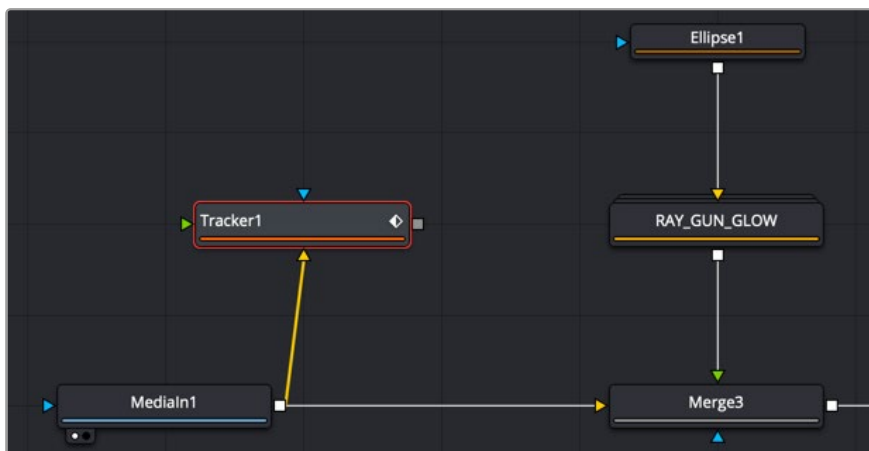 Ellipse1
Tracker1
RAY_GUN_GLOW
MediaIn1
Merge3